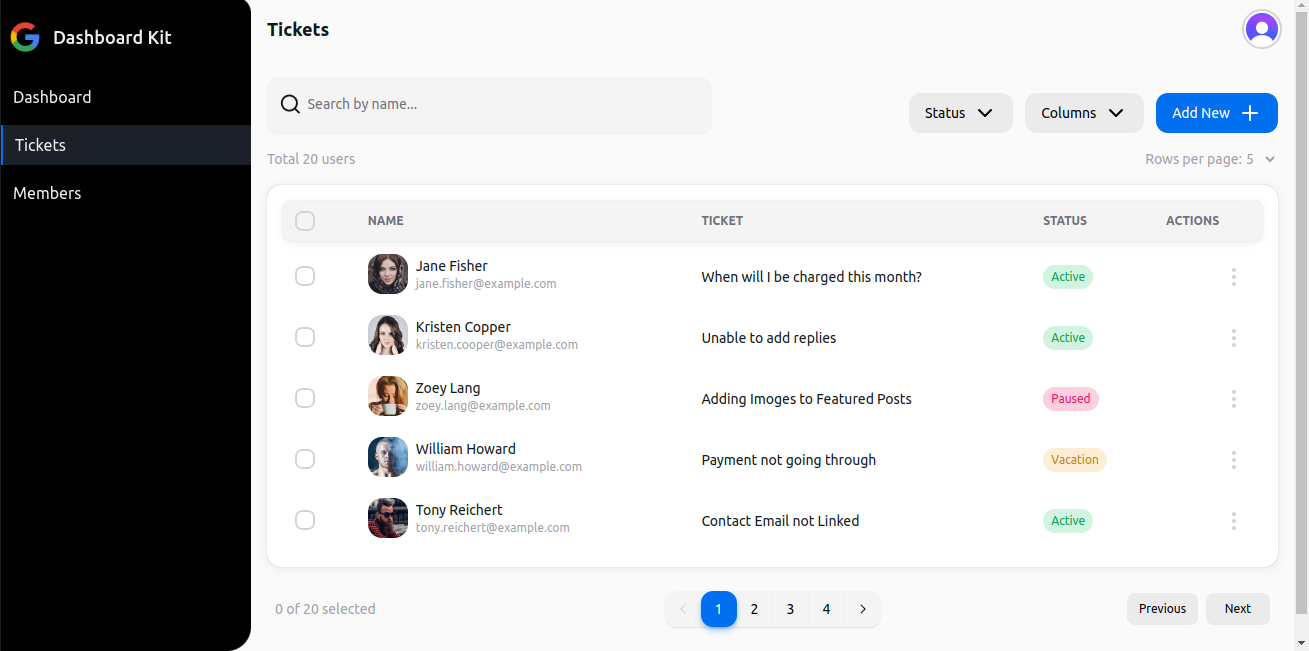 Dashboard Kit
Dashboard
Tickets
Members
Tickets
Search by name...
Status
Columns
Add New
Total 20 users
Rows per page: 5
NAME TICKET STATUS ACTIONS
Jane Fisher
jane.fisher@example.com
When will I be charged this month?
Active
Kristen Copper
kristen.cooper@example.com
Unable to add replies
Active
Zoey Lang
zoey.lang@example.com
Adding Imoges to Featured Posts
Paused
William Howard
william.howard@example.com
Payment not going through
Vacation
Tony Reichert
tony.reichert@example.com
Contact Email not Linked
Active
0 of 20 selected
1 2 3 4
Previous
Next